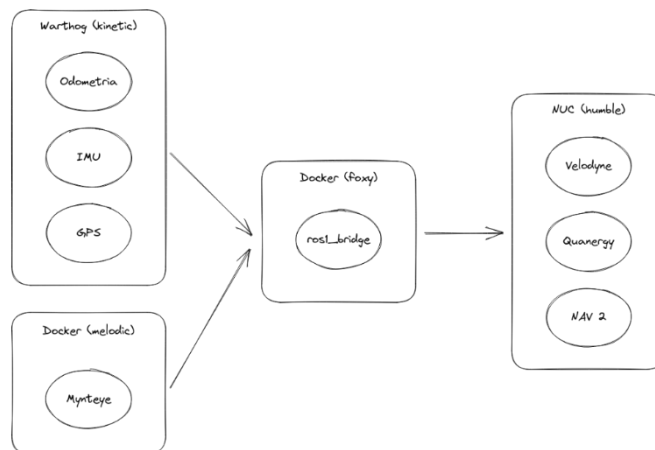 Warthog (kinetic)
Odometria
IMU
GPS
Docker (melodic)
Mynteye
Docker (foxy)
ros1_bridge
NUC (humble)
Velodyne
Quanergy
NAV 2